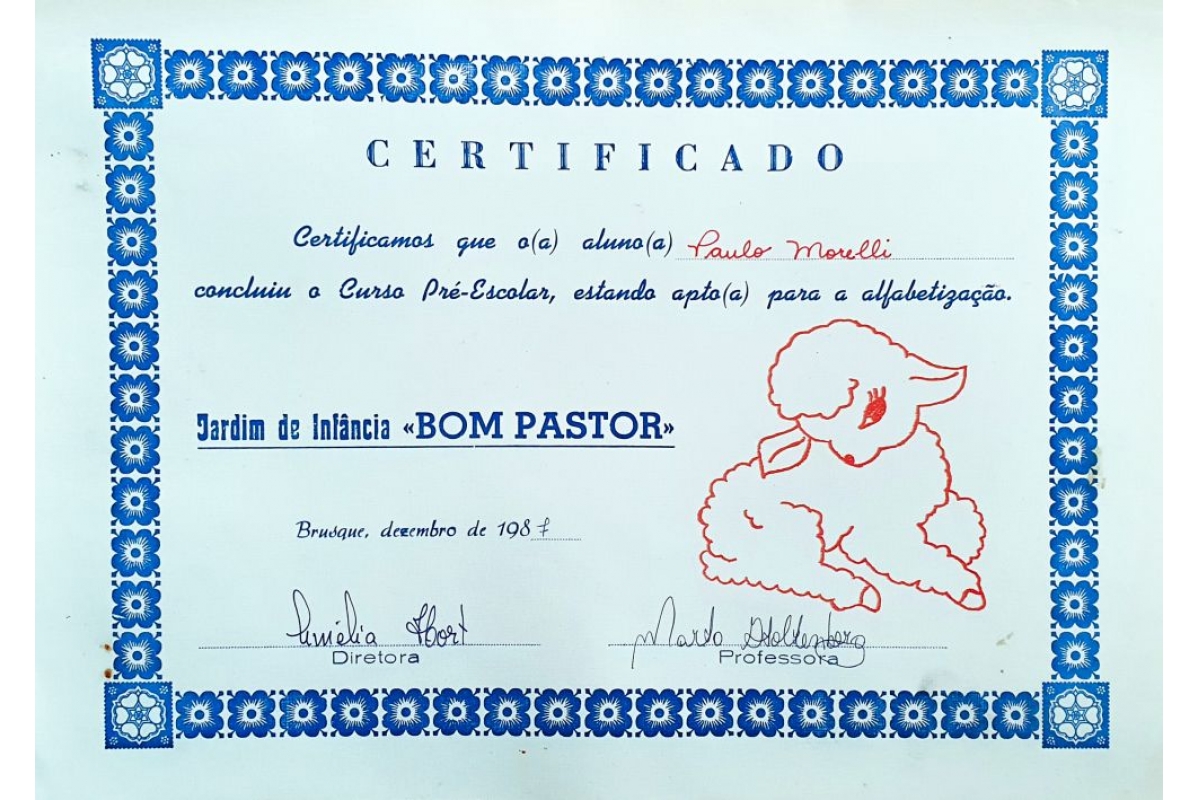 CERTIFICADO
Certificamos que o(a) aluno(a) Paulo Morelli
concluiu o Curso Pré-Escolar, estando apto(a) para a alfabetização.
Jardim de Infância «BOM PASTOR»
Brusque, dezembro de 1987
Amélia
Diretora
Professora